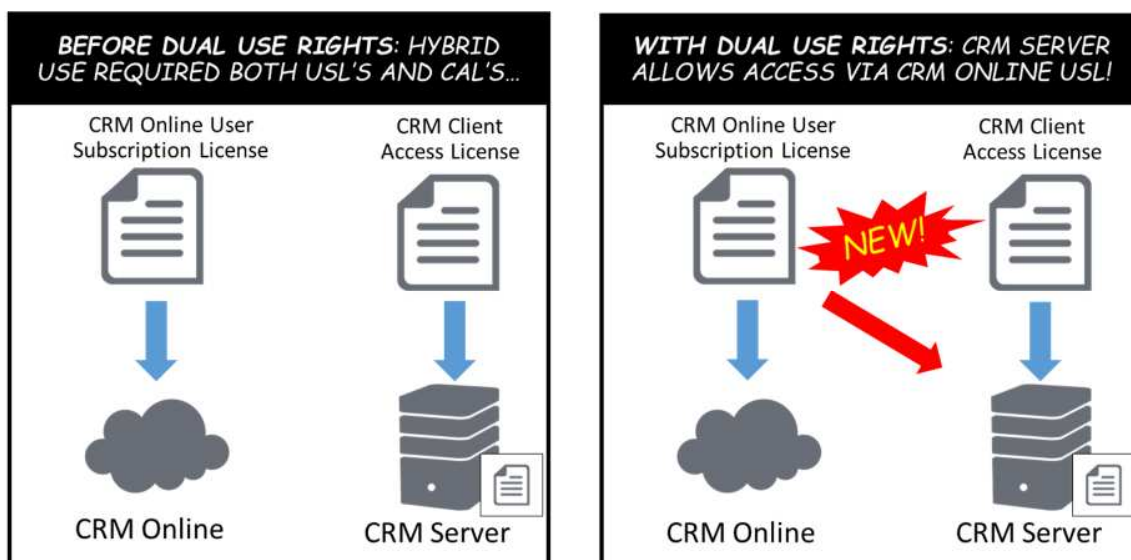 BEFORE DUAL USE RIGHTS: HYBRID
USE REQUIRED BOTH USL'S AND CAL'S...
CRM Online User
Subscription License
CRM Client
Access License
CRM Online
CRM Server
WITH DUAL USE RIGHTS: CRM SERVER
ALLOWS ACCESS VIA CRM ONLINE USL!
CRM Online User
Subscription License
CRM Client
Access License
NEW!
CRM Online
CRM Server